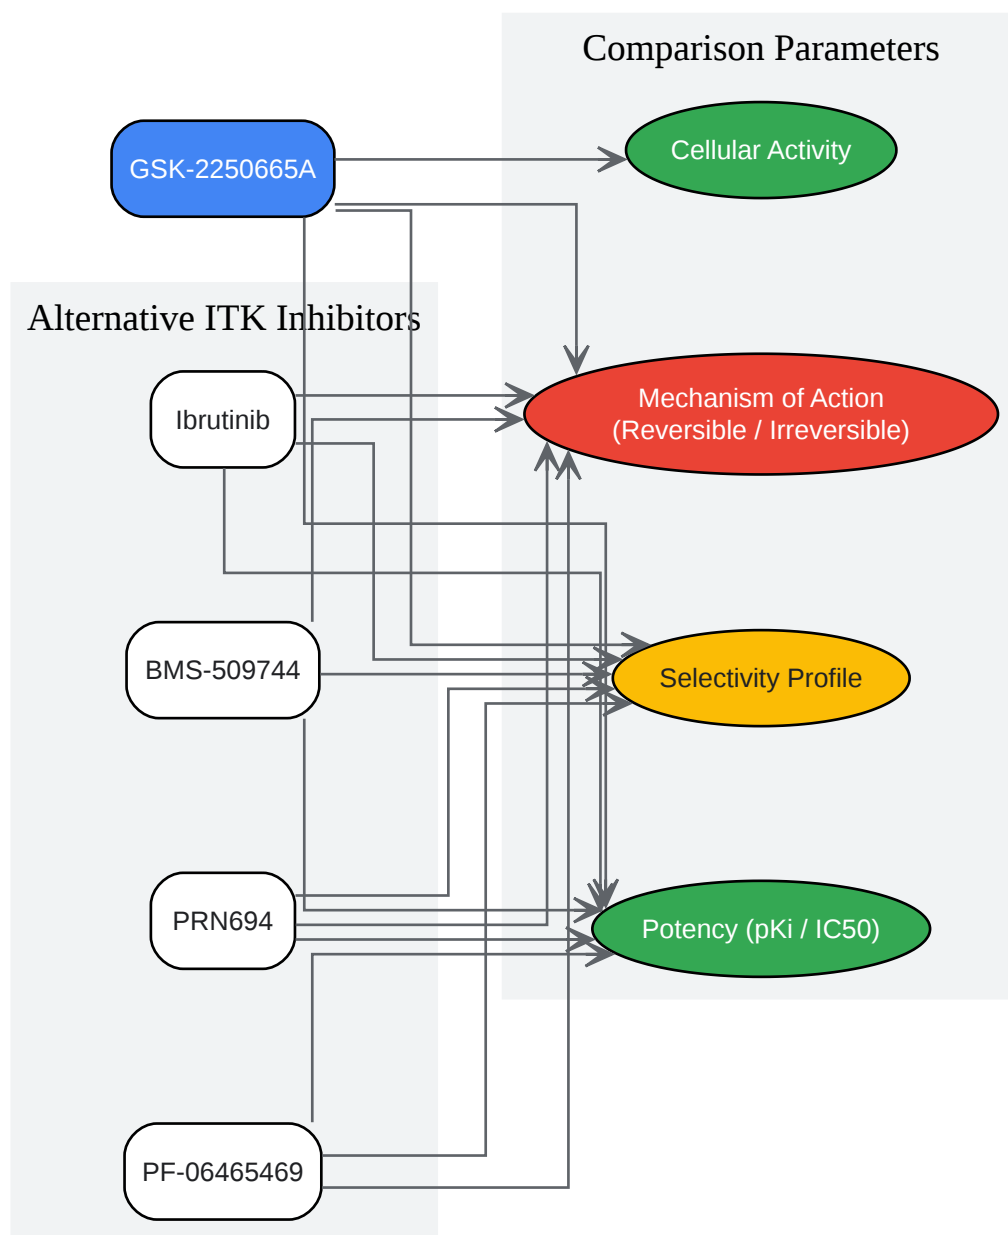 Comparison Parameters
GSK-2250665A
Cellular Activity
Alternative ITK Inhibitors
Ibrutinib
Mechanism of Action
(Reversible / Irreversible)
BMS-509744
Selectivity Profile
PRN694
Potency (pKi / IC50)
PF-06465469